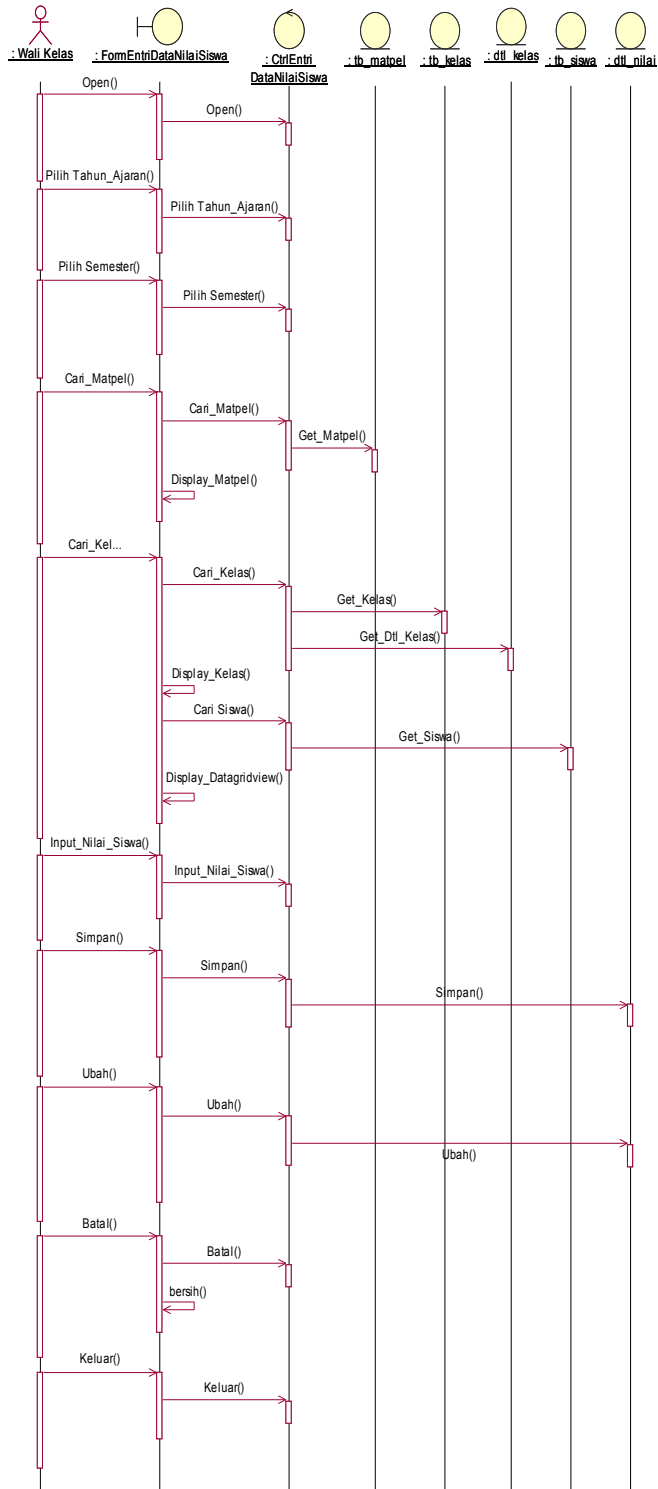 : Wali Kelas
: FormEntriDataNilaiSiswa
: CtrlEntri
DataNilaiSiswa
: tb_matpel
: tb_kelas
: dtl_kelas
: tb_siswa
: dtl_nilai
Open()
Open()
Pilih Tahun_Ajaran()
Pilih Tahun_Ajaran()
Pilih Semester()
Pilih Semester()
Cari_Matpel()
Cari_Matpel()
Get_Matpel()
Display_Matpel()
Cari_Kel...
Cari_Kelas()
Get_Kelas()
Get_Dtl_Kelas()
Display_Kelas()
Cari Siswa()
Get_Siswa()
Display_Datagridview()
Input_Nilai_Siswa()
Input_Nilai_Siswa()
Simpan()
Simpan()
Simpan()
Ubah()
Ubah()
Ubah()
Batal()
Batal()
bersih()
Keluar()
Keluar()